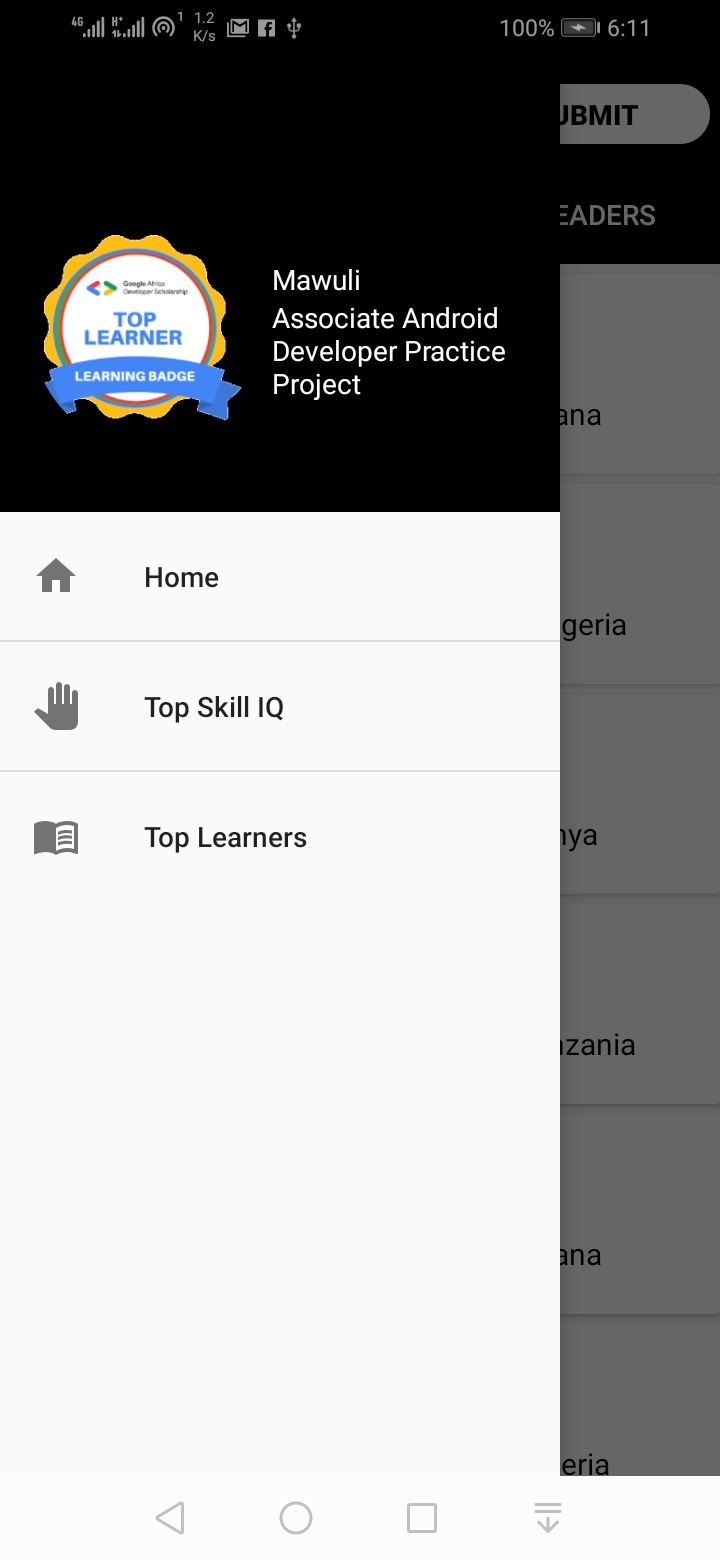 4G H+ 1 1.2 K/s 100% 6:11
UBMIT
EADERS
Google Africa
Developer Scholarship
TOP
LEARNER
LEARNING BADGE
Mawuli
Associate Android
Developer Practice
Project
ana
Home
geria
Top Skill IQ
Top Learners
nya
nzania
ana
eria